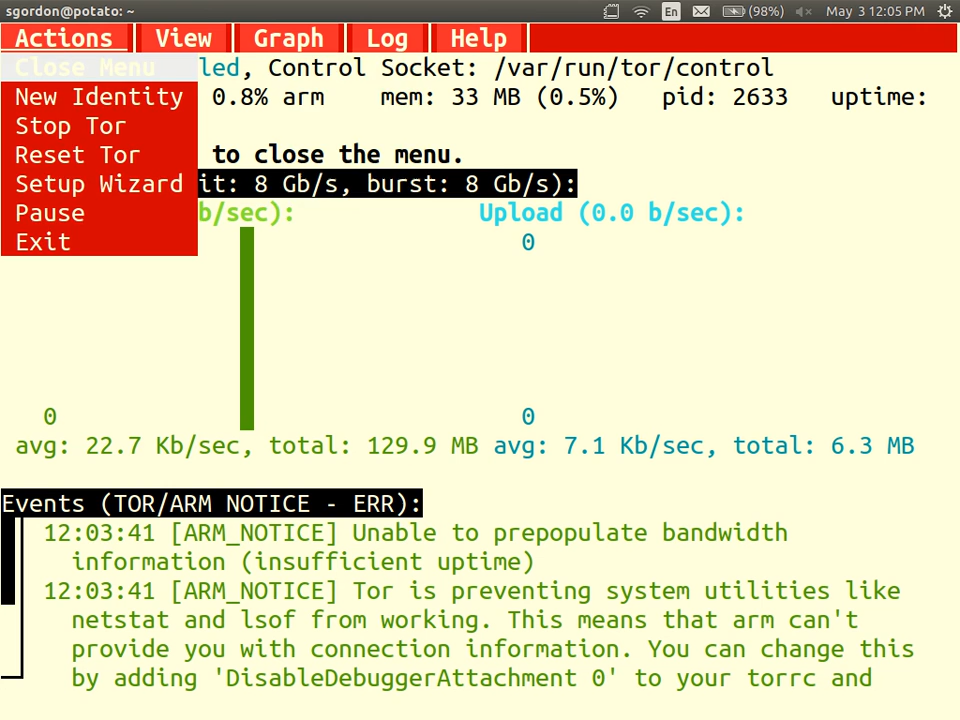 sgordon@potato: ~ En (98%) May 3 12:05 PM
Actions View Graph Log Help
Close Menu led, Control Socket: /var/run/tor/control
New Identity 0.8% arm mem: 33 MB (0.5%) pid: 2633 uptime:
Stop Tor
Reset Tor to close the menu.
Setup Wizard it: 8 Gb/s, burst: 8 Gb/s):
Pause b/sec): Upload (0.0 b/sec):
Exit 0
0 0
avg: 22.7 Kb/sec, total: 129.9 MB avg: 7.1 Kb/sec, total: 6.3 MB
Events (TOR/ARM NOTICE - ERR):
12:03:41 [ARM_NOTICE] Unable to prepopulate bandwidth
information (insufficient uptime)
12:03:41 [ARM_NOTICE] Tor is preventing system utilities like
netstat and lsof from working. This means that arm can't
provide you with connection information. You can change this
by adding 'DisableDebuggerAttachment 0' to your torrc and